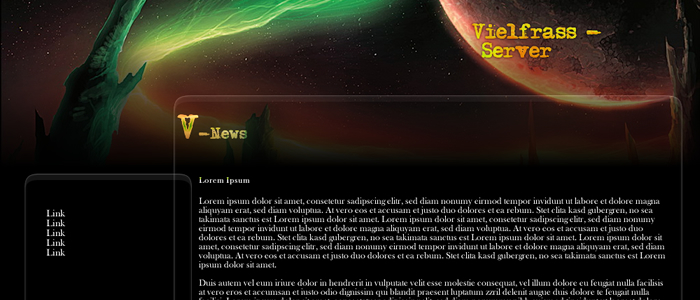 Vielfrass –
Server
V – News
Lorem Ipsum
Lorem ipsum dolor sit amet, consetetur sadipscing elitr, sed diam nonumy eirmod tempor invidunt ut labore et dolore magna
aliquyam erat, sed diam voluptua. At vero eos et accusam et justo duo dolores et ea rebum. Stet clita kasd gubergren, no sea
takimata sanctus est Lorem ipsum dolor sit amet. Lorem ipsum dolor sit amet, consetetur sadipscing elitr, sed diam nonumy
eirmod tempor invidunt ut labore et dolore magna aliquyam erat, sed diam voluptua. At vero eos et accusam et justo duo
dolores et ea rebum. Stet clita kasd gubergren, no sea takimata sanctus est Lorem ipsum dolor sit amet. Lorem ipsum dolor sit
amet, consetetur sadipscing elitr, sed diam nonumy eirmod tempor invidunt ut labore et dolore magna aliquyam erat, sed diam
voluptua. At vero eos et accusam et justo duo dolores et ea rebum. Stet clita kasd gubergren, no sea takimata sanctus est Lorem
ipsum dolor sit amet.
Duis autem vel eum iriure dolor in hendrerit in vulputate velit esse molestie consequat, vel illum dolore eu feugiat nulla facilisis
at vero eros et accumsan et iusto odio dignissim qui blandit praesent luptatum zzril delenit augue duis dolore te feugait nulla
Link
Link
Link
Link
Link